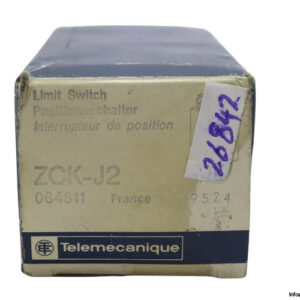 Limit Switch
Positionsschalter
Interrupteur de position
ZCK-J2
064611 France 9524
26842
Telemecanique